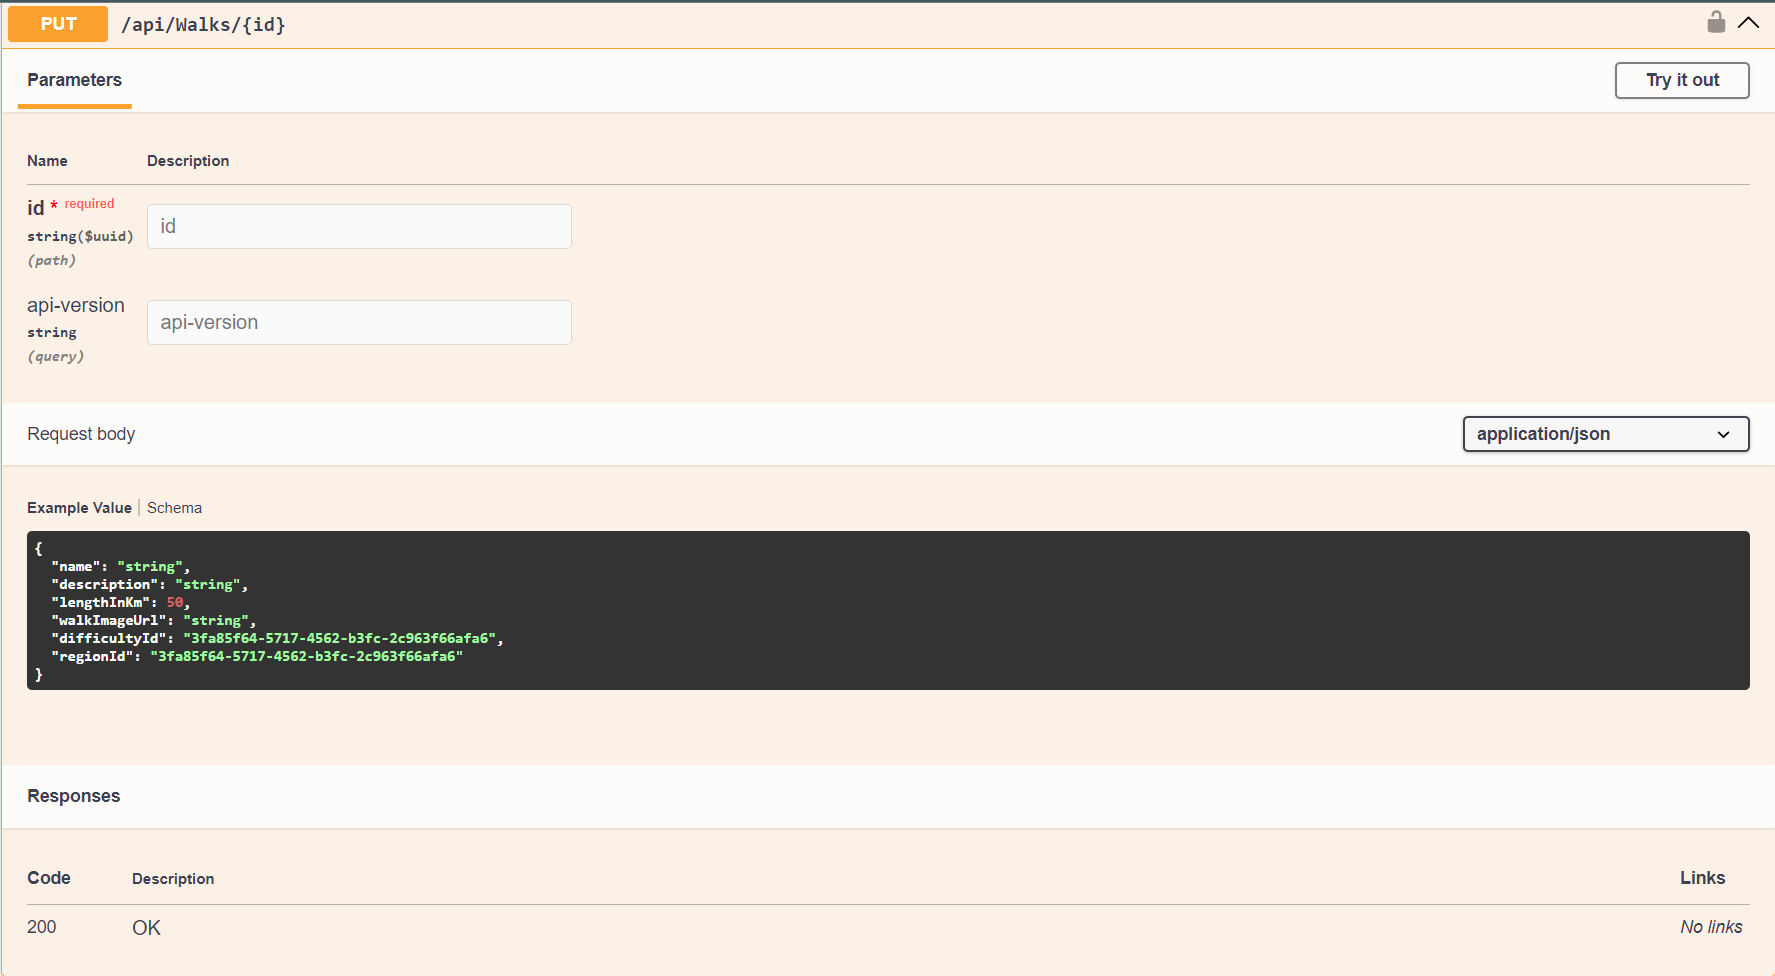 PUT /api/Walks/{id}
Parameters
Try it out
Name Description
id * required
id
string($uuid)
(path)
api-version
api-version
string
(query)
Request body
application/json
Example Value Schema
{
  "name": "string",
  "description": "string",
  "lengthInKm": 50,
  "walkImageUrl": "string",
  "difficultyId": "3fa85f64-5717-4562-b3fc-2c963f66afa6",
  "regionId": "3fa85f64-5717-4562-b3fc-2c963f66afa6"
}
Responses
Code Description Links
200 OK No links